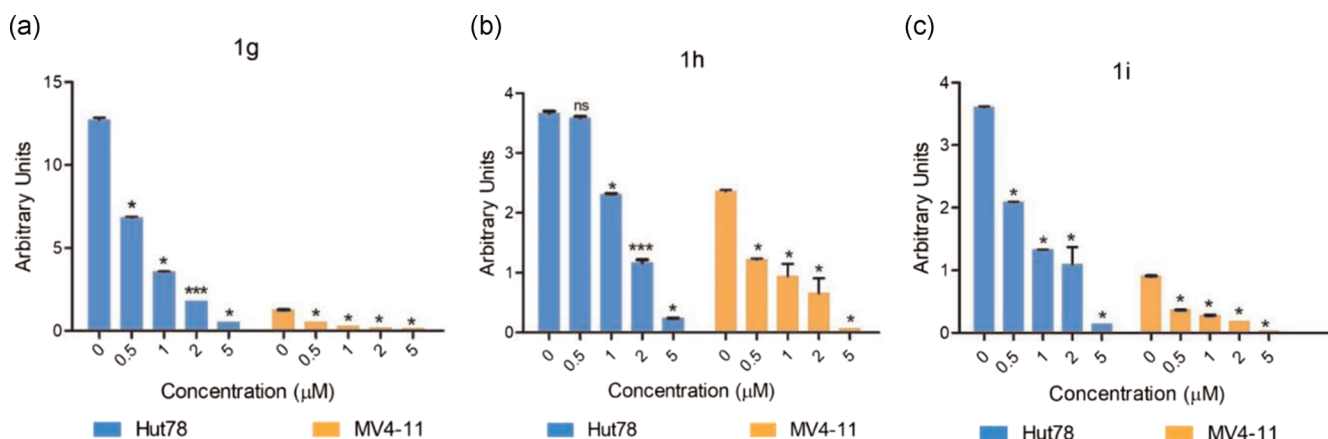 (a)
1g
Arbitrary Units
15
10
5
0
*
*
***
*
*
*
*
*
0 0.5 1 2 5 0 0.5 1 2 5
Concentration (μM)
Hut78 MV4-11
(b)
1h
Arbitrary Units
4
3
2
1
0
ns
*
***
*
*
*
*
*
0 0.5 1 2 5 0 0.5 1 2 5
Concentration (μM)
Hut78 MV4-11
(c)
1i
Arbitrary Units
4
3
2
1
0
*
*
*
*
*
*
*
*
0 0.5 1 2 5 0 0.5 1 2 5
Concentration (μM)
Hut78 MV4-11